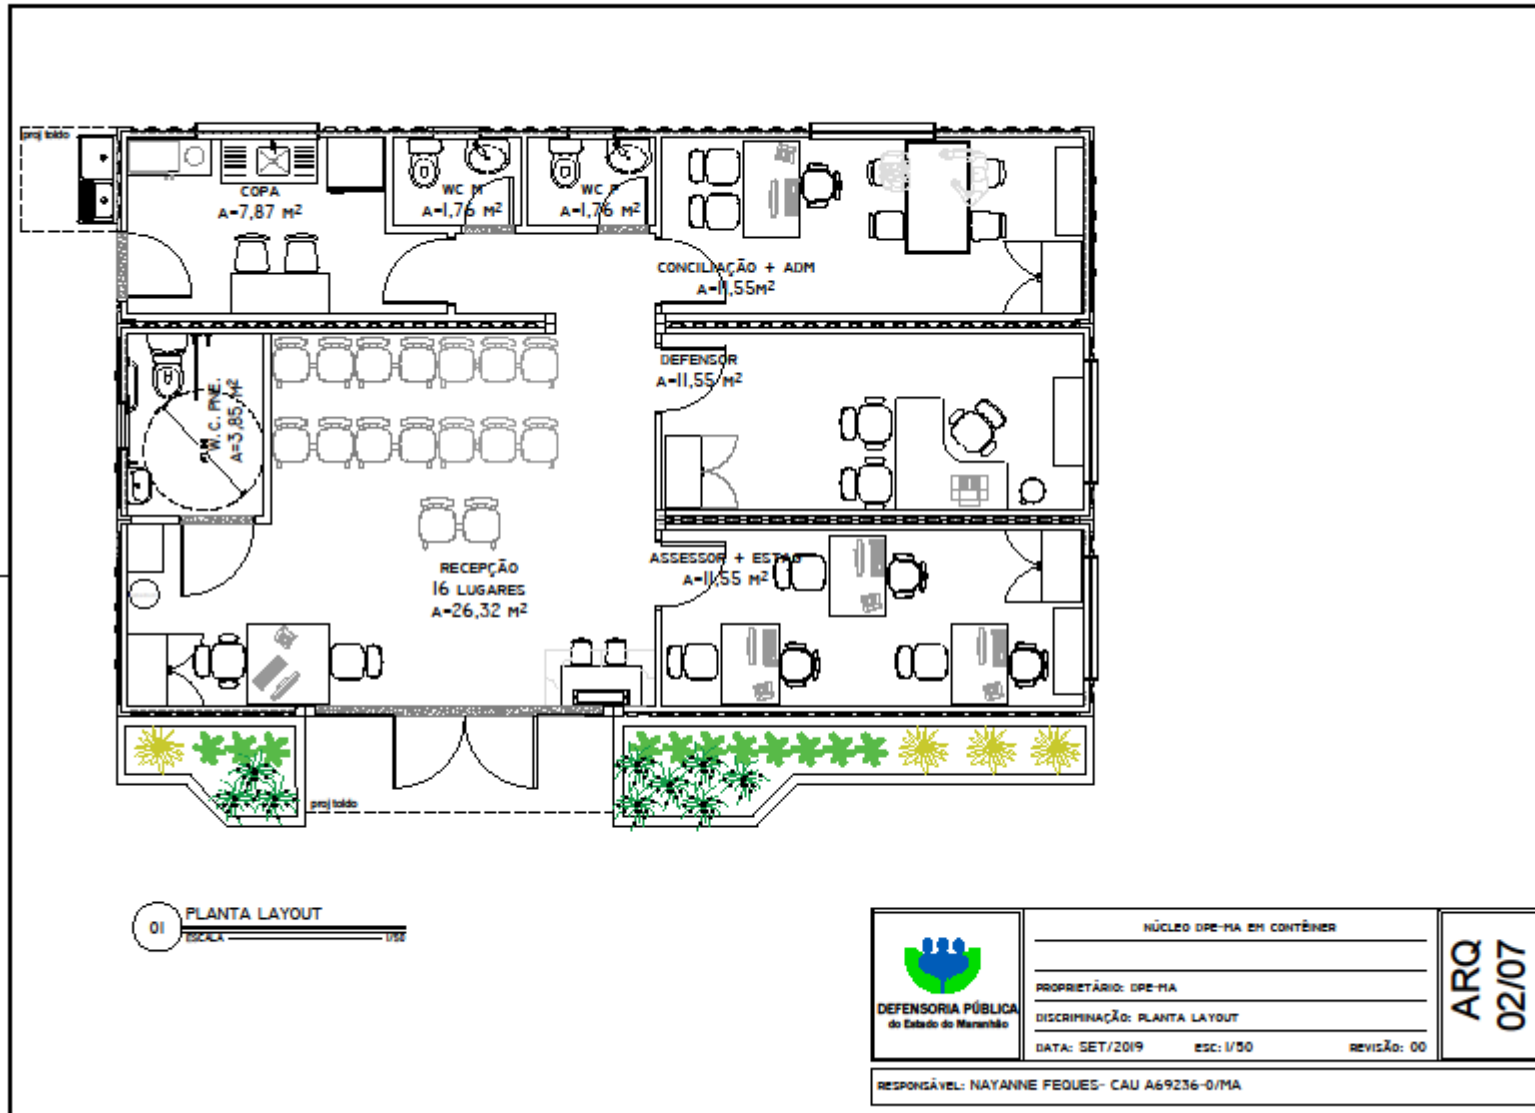 proj toldo
COPA
A=7,87 M²
WC M
A=1,76 M²
WC F
A=1,76 M²
CONCILIAÇÃO + ADM
A=11,55M²
DEFENSOR
A=11,55 M²
W.C. PNE.
A=3,85 M²
RECEPÇÃO
16 LUGARES
A=26,32 M²
ASSESSOR + ESTAG
A=11,55 M²
proj toldo
01
PLANTA LAYOUT
ESCALA 1/50
DEFENSORIA PÚBLICA
do Estado do Maranhão
NÚCLEO DPE-MA EM CONTÊINER
PROPRIETÁRIO: DPE-MA
DISCRIMINAÇÃO: PLANTA LAYOUT
DATA: SET/2019 ESC: 1/50 REVISÃO: 00
ARQ
02/07
RESPONSÁVEL: NAYANNE FEQUES- CAU A69236-0/MA